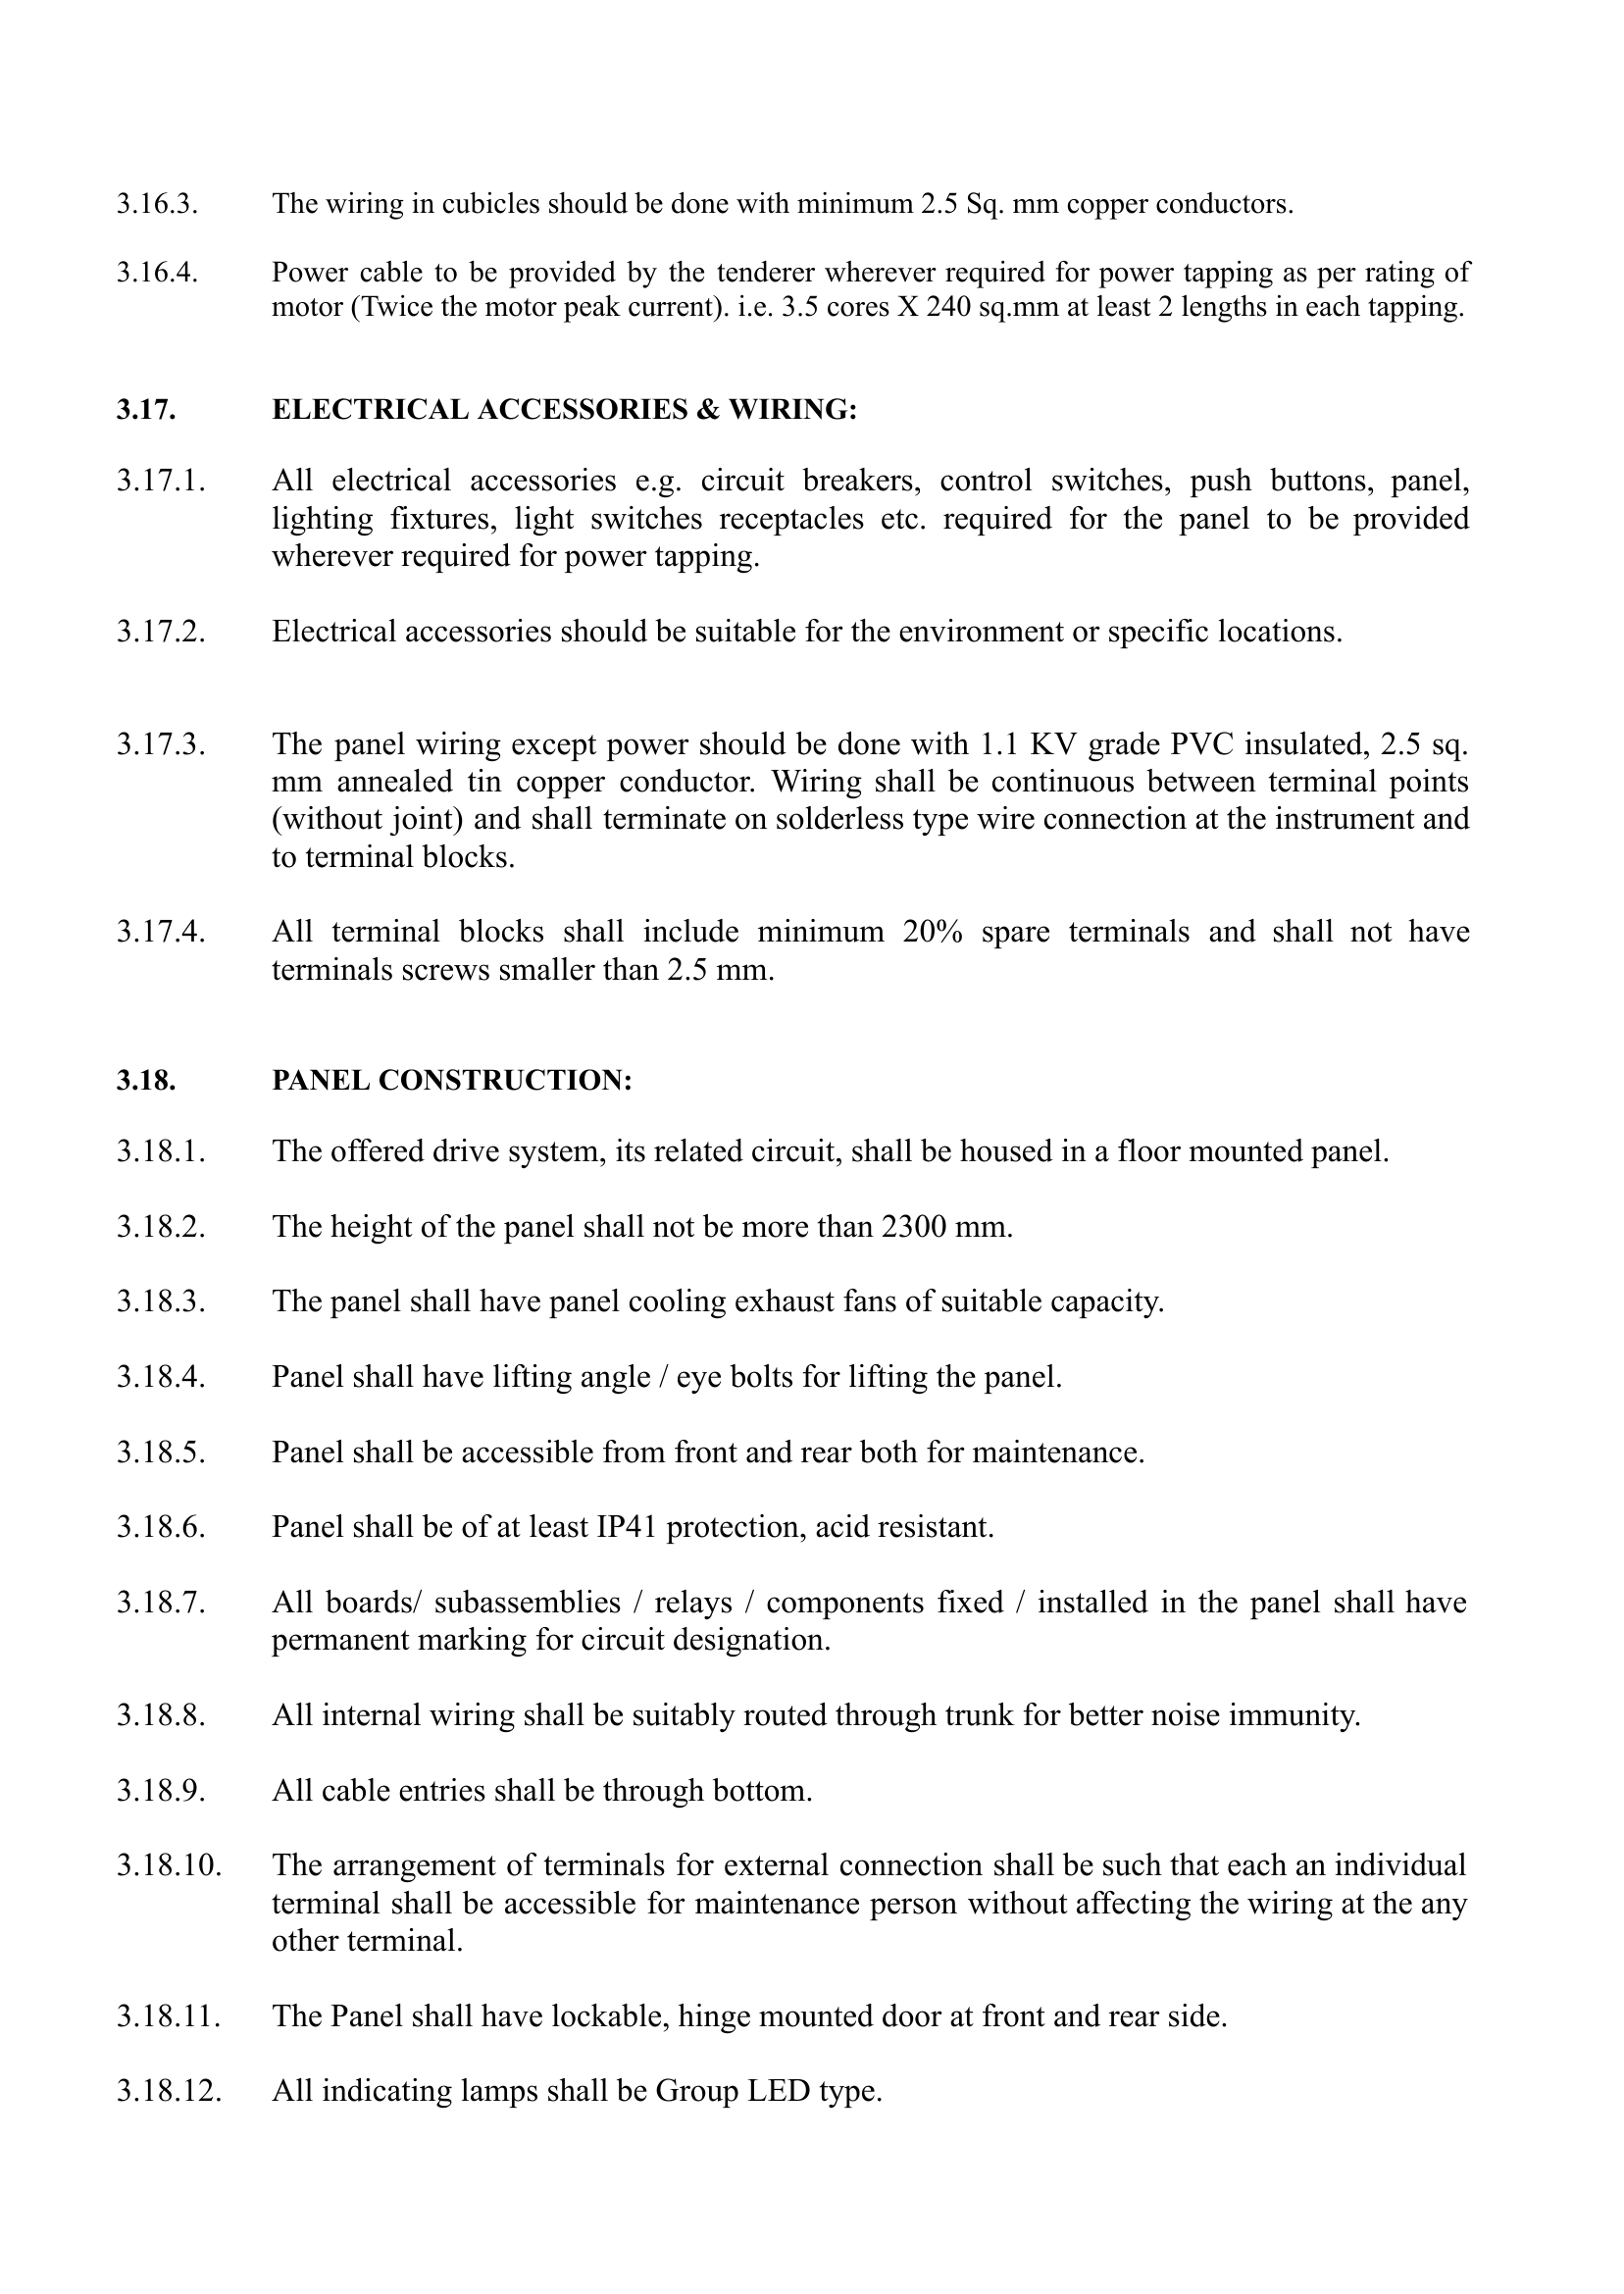 3.16.3. The wiring in cubicles should be done with minimum 2.5 Sq. mm copper conductors.
3.16.4. Power cable to be provided by the tenderer wherever required for power tapping as per rating of
motor (Twice the motor peak current). i.e. 3.5 cores X 240 sq.mm at least 2 lengths in each tapping.
3.17. ELECTRICAL ACCESSORIES & WIRING:
3.17.1. All electrical accessories e.g. circuit breakers, control switches, push buttons, panel,
lighting fixtures, light switches receptacles etc. required for the panel to be provided
wherever required for power tapping.
3.17.2. Electrical accessories should be suitable for the environment or specific locations.
3.17.3. The panel wiring except power should be done with 1.1 KV grade PVC insulated, 2.5 sq.
mm annealed tin copper conductor. Wiring shall be continuous between terminal points
(without joint) and shall terminate on solderless type wire connection at the instrument and
to terminal blocks.
3.17.4. All terminal blocks shall include minimum 20% spare terminals and shall not have
terminals screws smaller than 2.5 mm.
3.18. PANEL CONSTRUCTION:
3.18.1. The offered drive system, its related circuit, shall be housed in a floor mounted panel.
3.18.2. The height of the panel shall not be more than 2300 mm.
3.18.3. The panel shall have panel cooling exhaust fans of suitable capacity.
3.18.4. Panel shall have lifting angle / eye bolts for lifting the panel.
3.18.5. Panel shall be accessible from front and rear both for maintenance.
3.18.6. Panel shall be of at least IP41 protection, acid resistant.
3.18.7. All boards/ subassemblies / relays / components fixed / installed in the panel shall have
permanent marking for circuit designation.
3.18.8. All internal wiring shall be suitably routed through trunk for better noise immunity.
3.18.9. All cable entries shall be through bottom.
3.18.10. The arrangement of terminals for external connection shall be such that each an individual
terminal shall be accessible for maintenance person without affecting the wiring at the any
other terminal.
3.18.11. The Panel shall have lockable, hinge mounted door at front and rear side.
3.18.12. All indicating lamps shall be Group LED type.